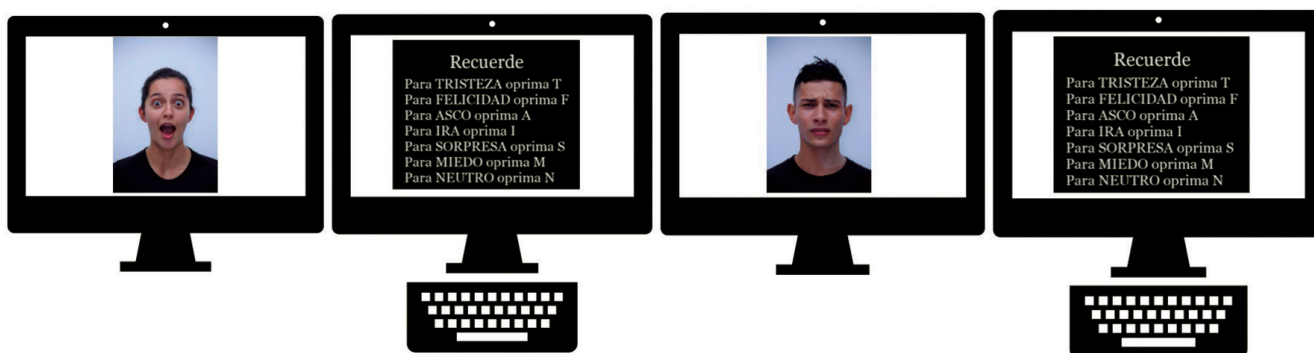 Recuerde
Para TRISTEZA oprima T
Para FELICIDAD oprima F
Para ASCO oprima A
Para IRA oprima I
Para SORPRESA oprima S
Para MIEDO oprima M
Para NEUTRO oprima N
Recuerde
Para TRISTEZA oprima T
Para FELICIDAD oprima F
Para ASCO oprima A
Para IRA oprima I
Para SORPRESA oprima S
Para MIEDO oprima M
Para NEUTRO oprima N